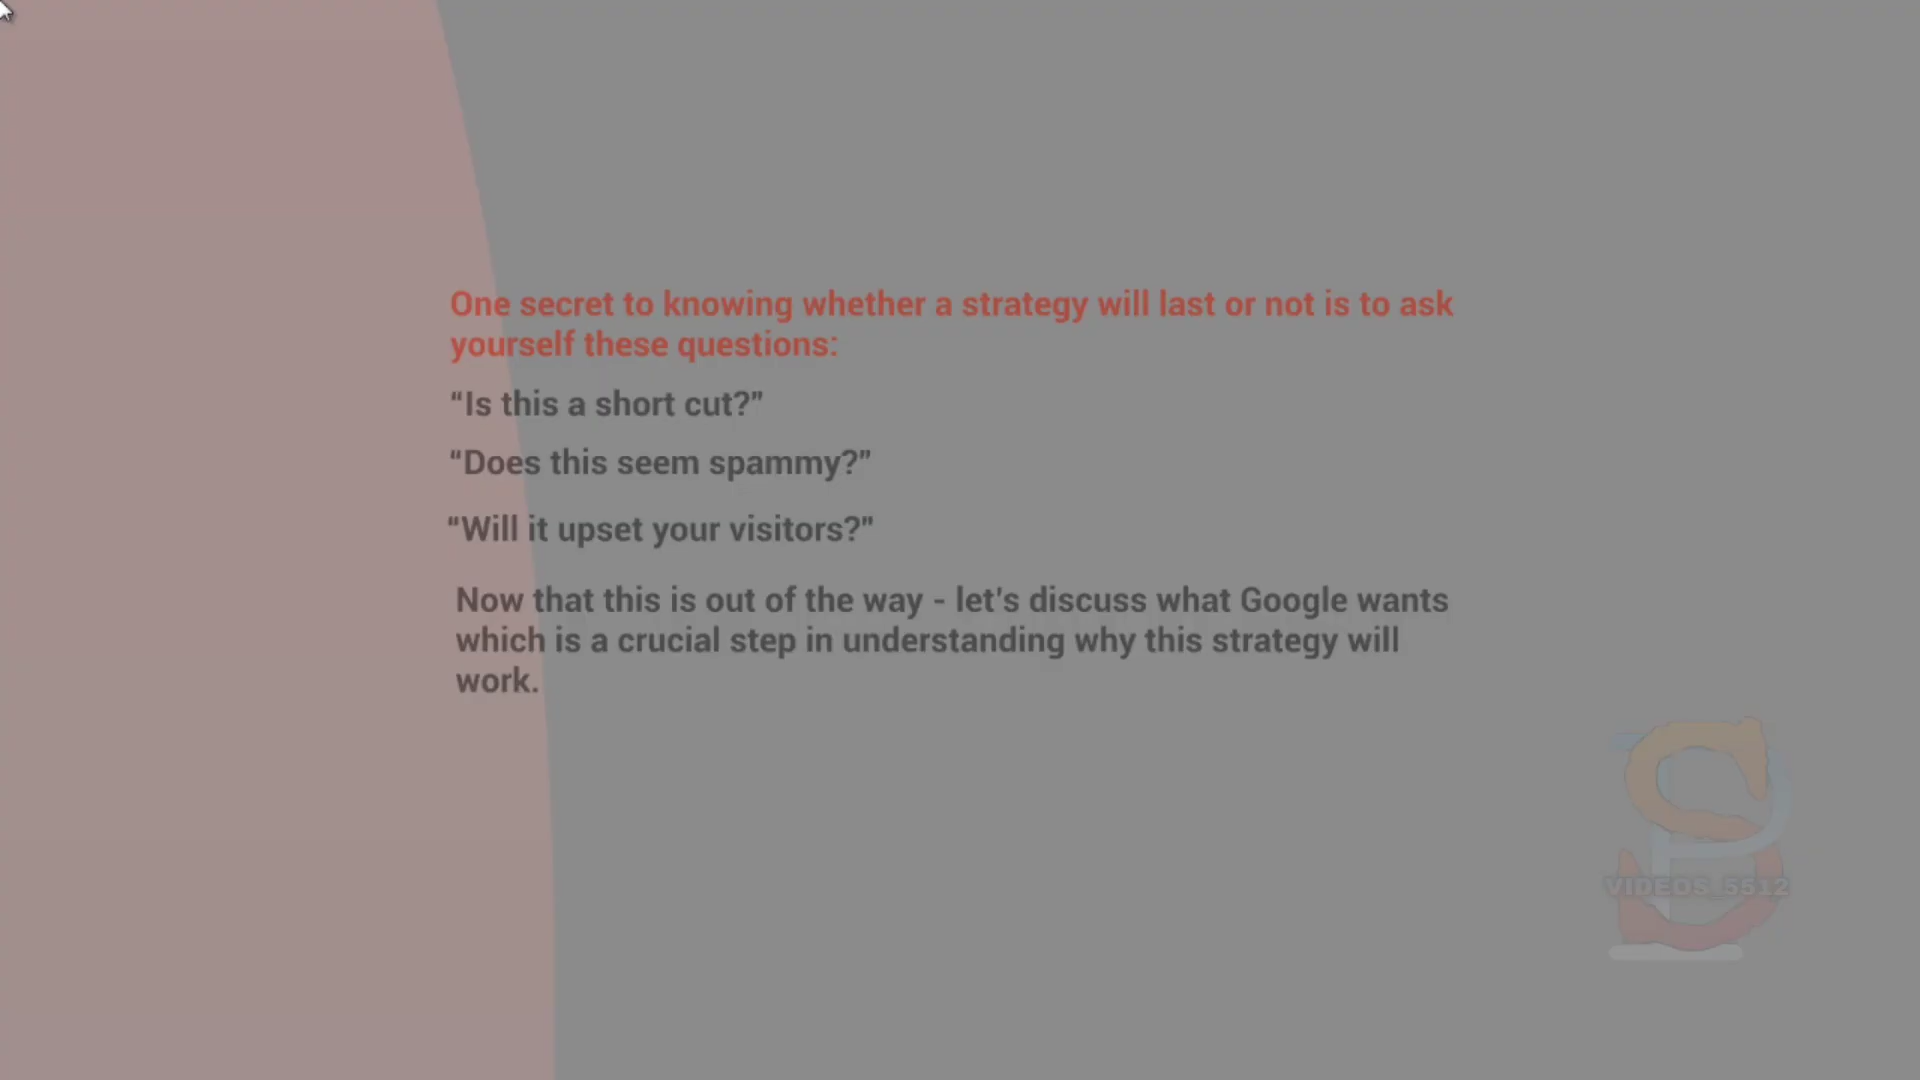 One secret to knowing whether a strategy will last or not is to ask
yourself these questions:
“Is this a short cut?”
“Does this seem spammy?”
“Will it upset your visitors?”
Now that this is out of the way - let's discuss what Google wants
which is a crucial step in understanding why this strategy will
work.
VIDEOS_5512